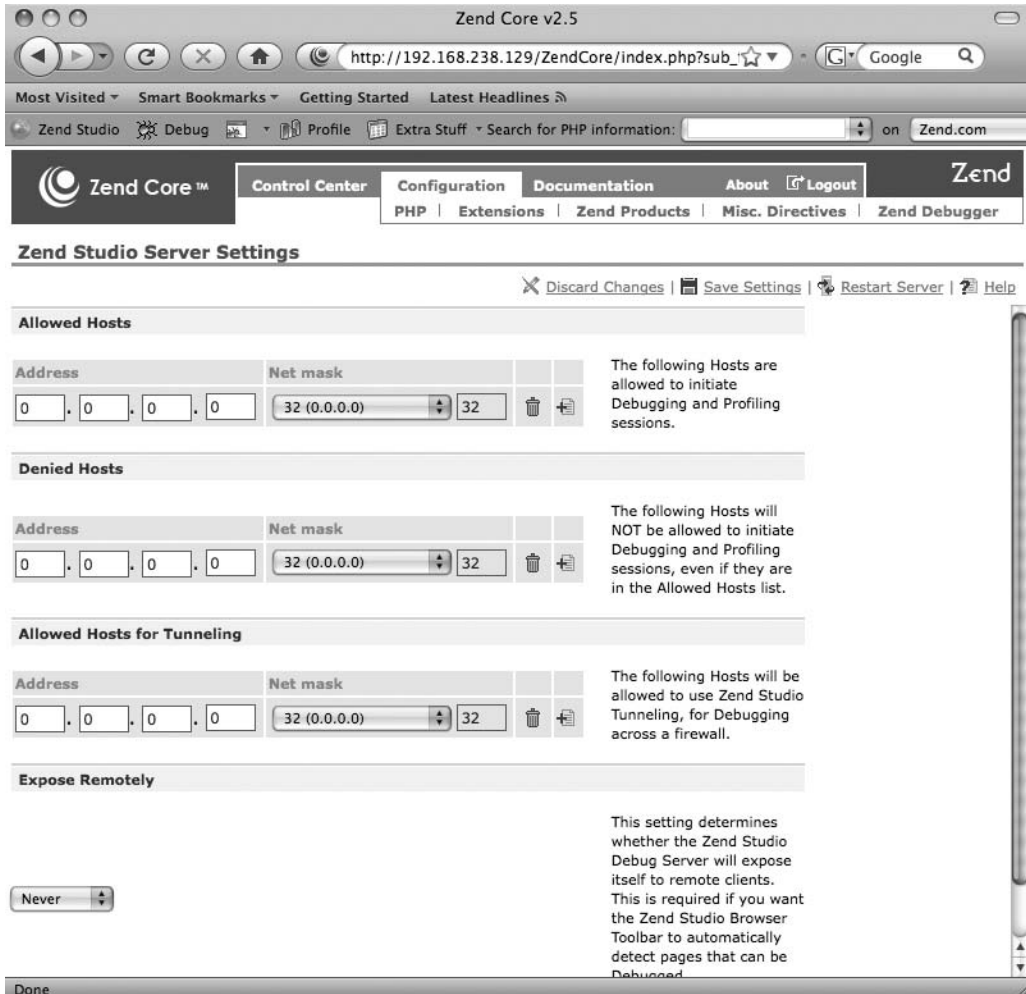 Zend Core v2.5
http://192.168.238.129/ZendCore/index.php?sub_
G
Google
Most Visited
Smart Bookmarks
Getting Started
Latest Headlines
Zend Studio
Debug
Profile
Extra Stuff
Search for PHP information:
on
Zend.com
Zend Core ™
Control Center
Configuration
Documentation
About
Logout
Zend
PHP | Extensions | Zend Products | Misc. Directives | Zend Debugger
Zend Studio Server Settings
Discard Changes | Save Settings | Restart Server | Help
Allowed Hosts
Address
Net mask
0 . 0 . 0 . 0
32 (0.0.0.0)
32
The following Hosts are
allowed to initiate
Debugging and Profiling
sessions.
Denied Hosts
Address
Net mask
0 . 0 . 0 . 0
32 (0.0.0.0)
32
The following Hosts will
NOT be allowed to initiate
Debugging and Profiling
sessions, even if they are
in the Allowed Hosts list.
Allowed Hosts for Tunneling
Address
Net mask
0 . 0 . 0 . 0
32 (0.0.0.0)
32
The following Hosts will be
allowed to use Zend Studio
Tunneling, for Debugging
across a firewall.
Expose Remotely
Never
This setting determines
whether the Zend Studio
Debug Server will expose
itself to remote clients.
This is required if you want
the Zend Studio Browser
Toolbar to automatically
detect pages that can be
Debugged
Done